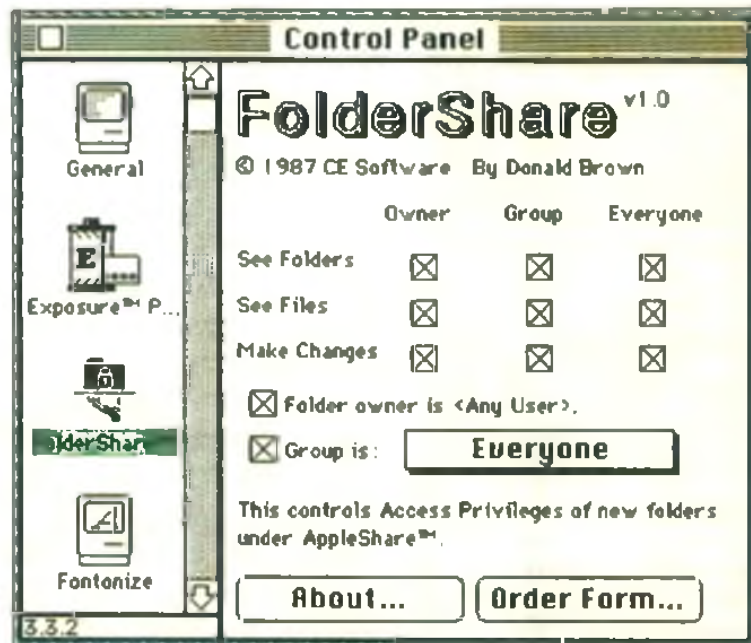 Control Panel
General
E
Exposure™ P...
olderShar
Fontonize
3.3.2
FolderShare v1.0
© 1987 CE Software By Donald Brown
Owner Group Everyone
See Folders
See Files
Make Changes
Folder owner is <Any User>.
Group is: Everyone
This controls Access Privileges of new folders
under AppleShare™.
About... Order Form...